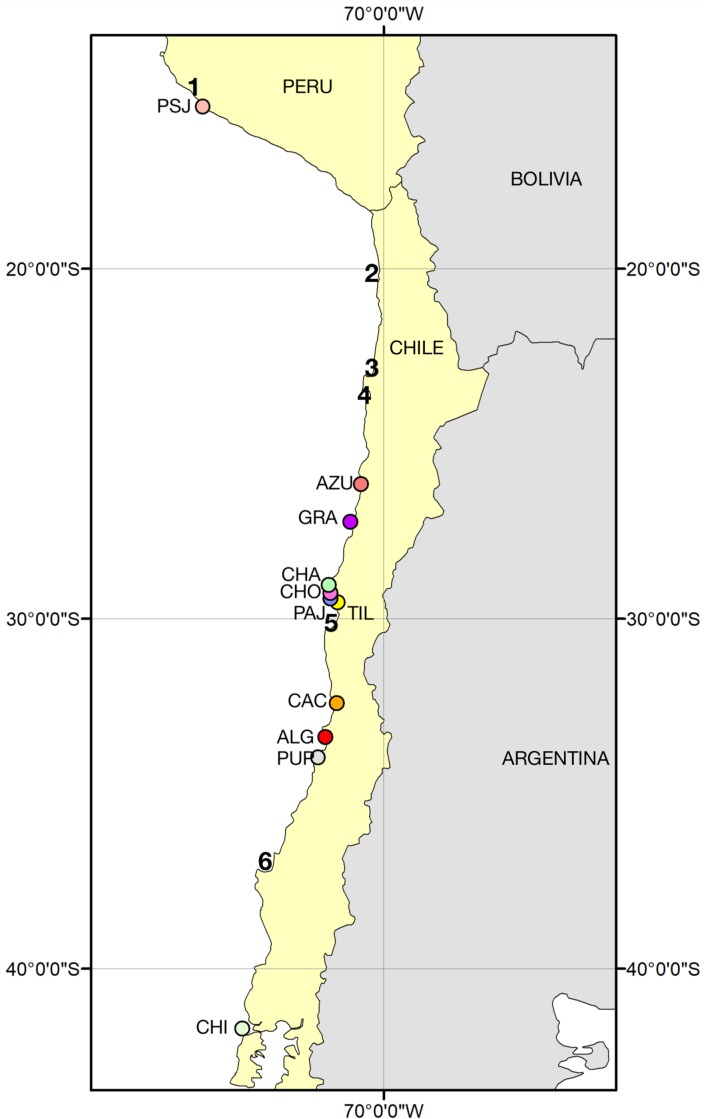 70°0'0"W
1
PERU
PSJ
BOLIVIA
20°0'0"S
2
20°0'0"S
CHILE
3
4
AZU
GRA
CHA
CHO
PAJ
TIL
30°0'0"S
5
30°0'0"S
CAC
ALG
PUP
ARGENTINA
6
40°0'0"S
40°0'0"S
CHI
70°0'0"W